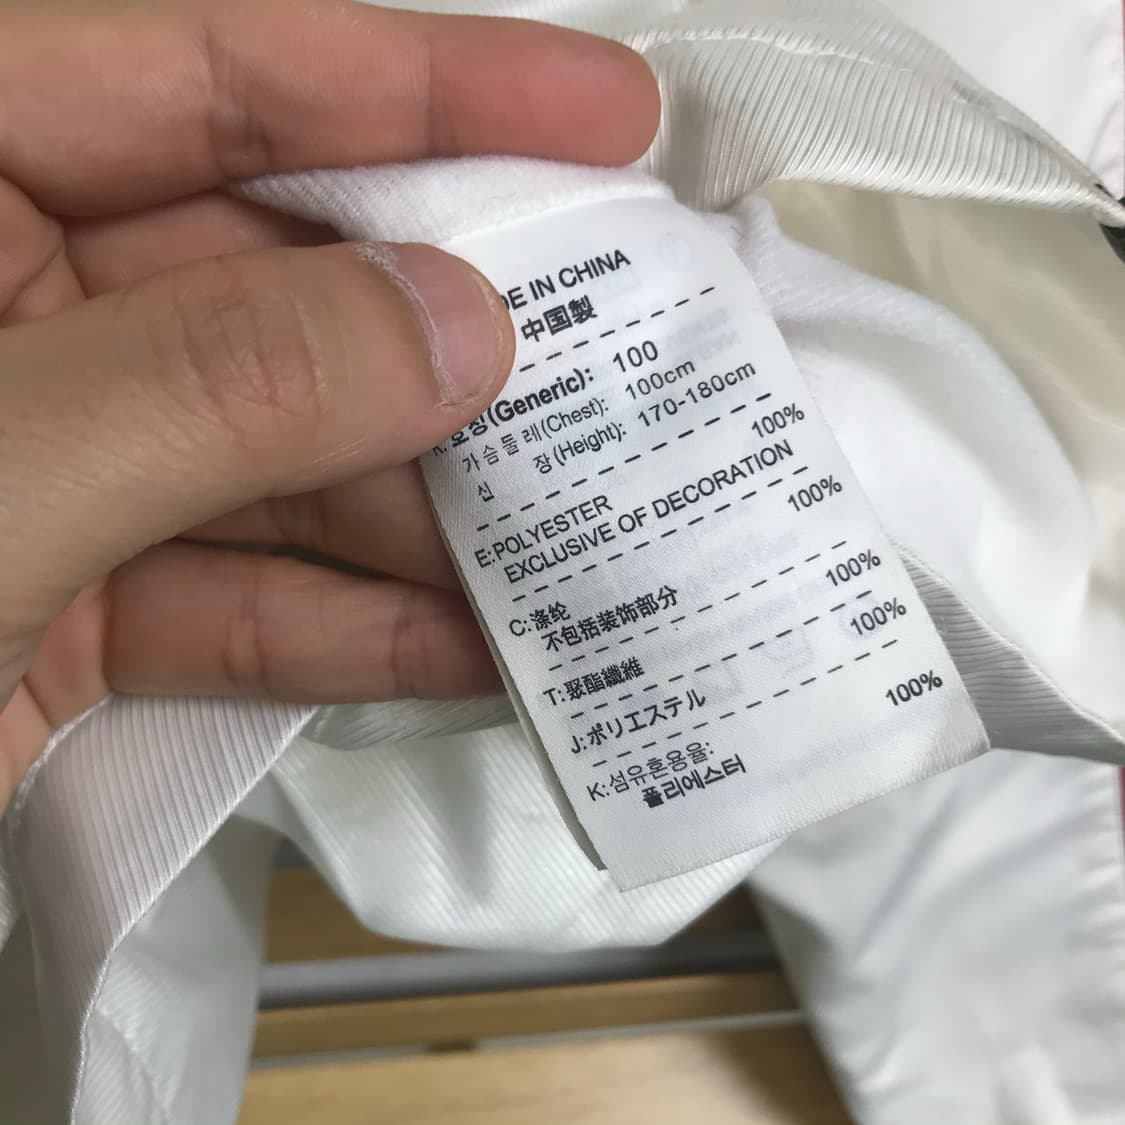 DE IN CHINA
中国製
호칭(Generic): 100
가슴둘레(Chest): 100cm
신 장(Height): 170-180cm
E:POLYESTER 100%
EXCLUSIVE OF DECORATION
C:涤纶 100%
不包括装饰部分
T:聚酯纖維 100%
J:ポリエステル 100%
K:섬유혼용율:
폴리에스터 100%